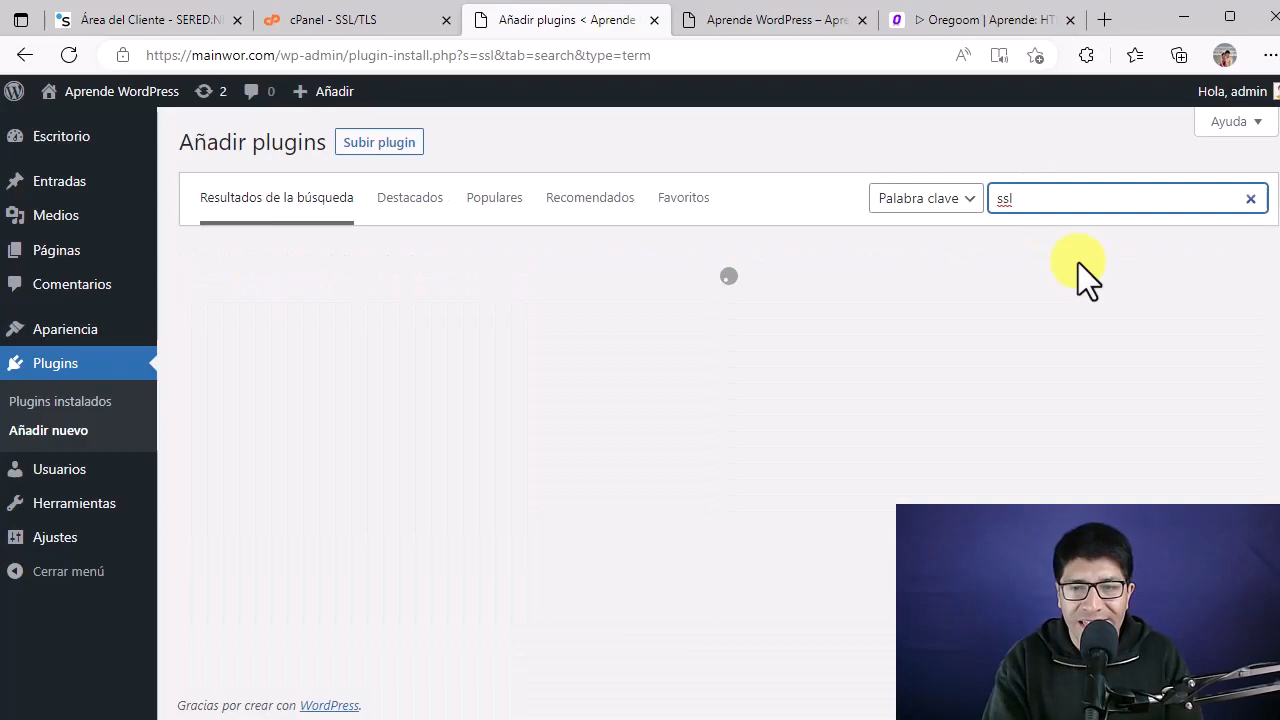 Área del Cliente - SERED.N
cPanel - SSL/TLS
Añadir plugins < Aprende
Aprende WordPress – Apre
▷ Oregoom | Aprende: HT
https://mainwor.com/wp-admin/plugin-install.php?s=ssl&tab=search&type=term
Aprende WordPress
2
0
Añadir
Hola, admin
Escritorio
Entradas
Medios
Páginas
Comentarios
Apariencia
Plugins
Plugins instalados
Añadir nuevo
Usuarios
Herramientas
Ajustes
Cerrar menú
Ayuda
Añadir plugins
Subir plugin
Resultados de la búsqueda
Destacados
Populares
Recomendados
Favoritos
Palabra clave
ssl
Gracias por crear con WordPress.